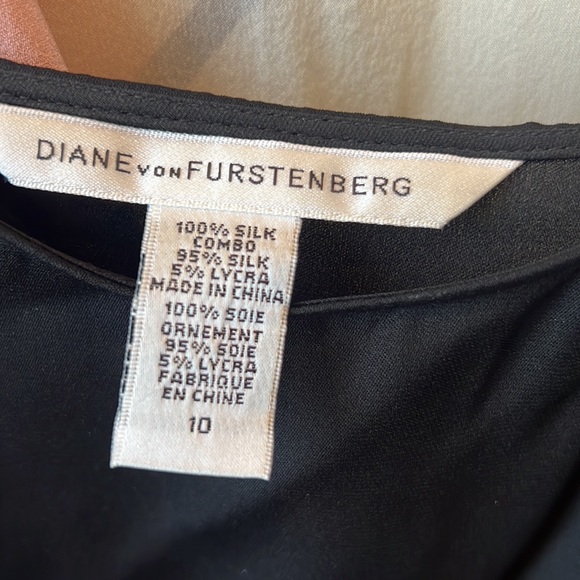 DIANE VON FURSTENBERG
100% SILK
COMBO
95% SILK
5% LYCRA
MADE IN CHINA
100% SOIE
ORNEMENT
95% SOIE
5% LYCRA
FABRIQUE
EN CHINE
10